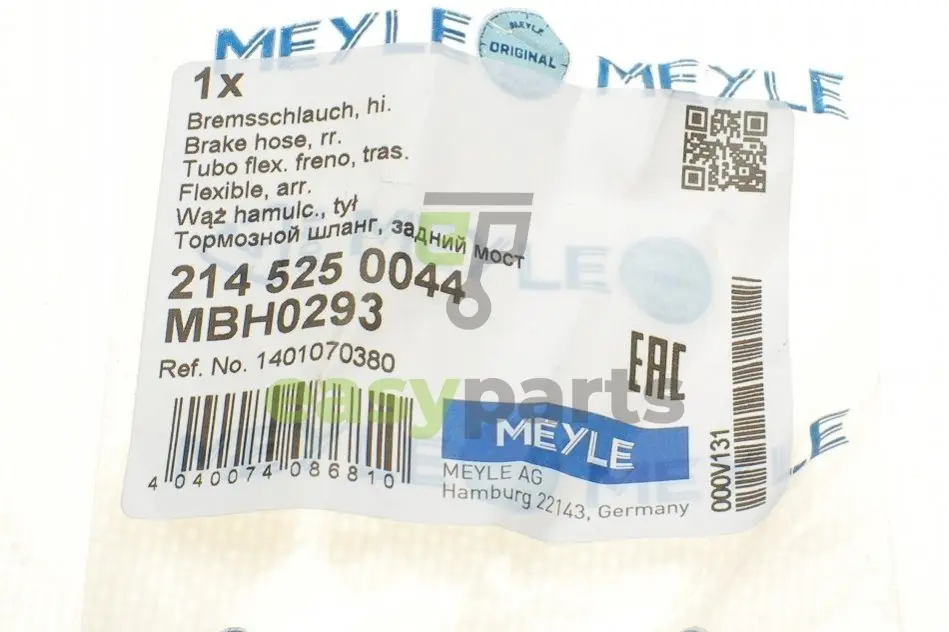 MEYLE
MEYLE
ORIGINAL
MEYLE
1x
Bremsschlauch, hi.
Brake hose, rr.
Tubo flex. freno, tras.
Flexible, arr.
Wąż hamulc., tył
Тормозной шланг, задний мост
214 525 0044
MBH0293
Ref. No. 1401070380
4 040074 086810
EAC
easyparts
MEYLE
MEYLE AG
Hamburg 22143, Germany
000V131
MEYLE